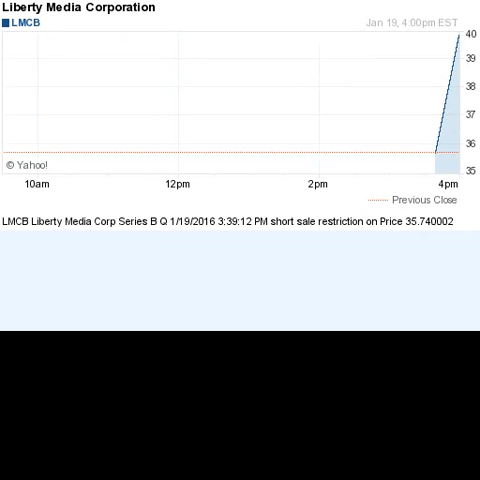 Liberty Media Corporation
LMCB
Jan 19, 4:00pm EST
40
39
38
37
36
35
© Yahoo!
10am 12pm 2pm 4pm
Previous Close
LMCB Liberty Media Corp Series B Q 1/19/2016 3:39:12 PM short sale restriction on Price 35.740002